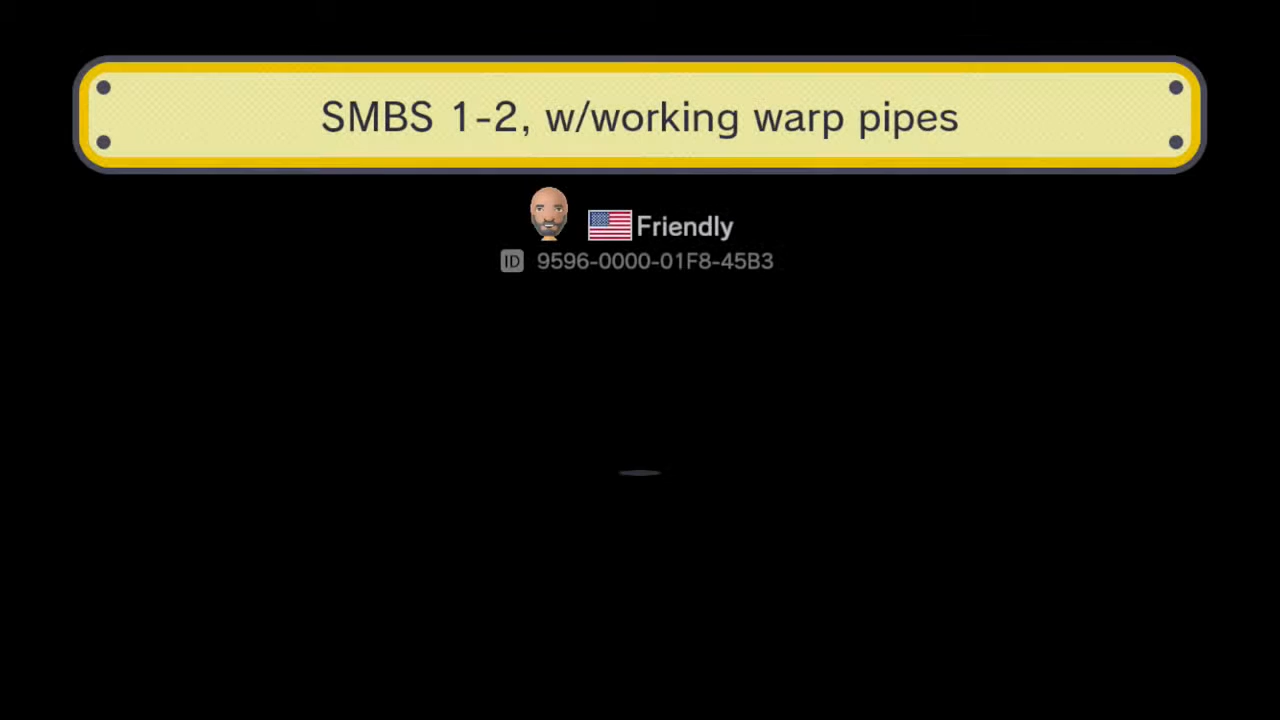 SMBS 1-2, w/working warp pipes
Friendly
ID 9596-0000-01F8-45B3